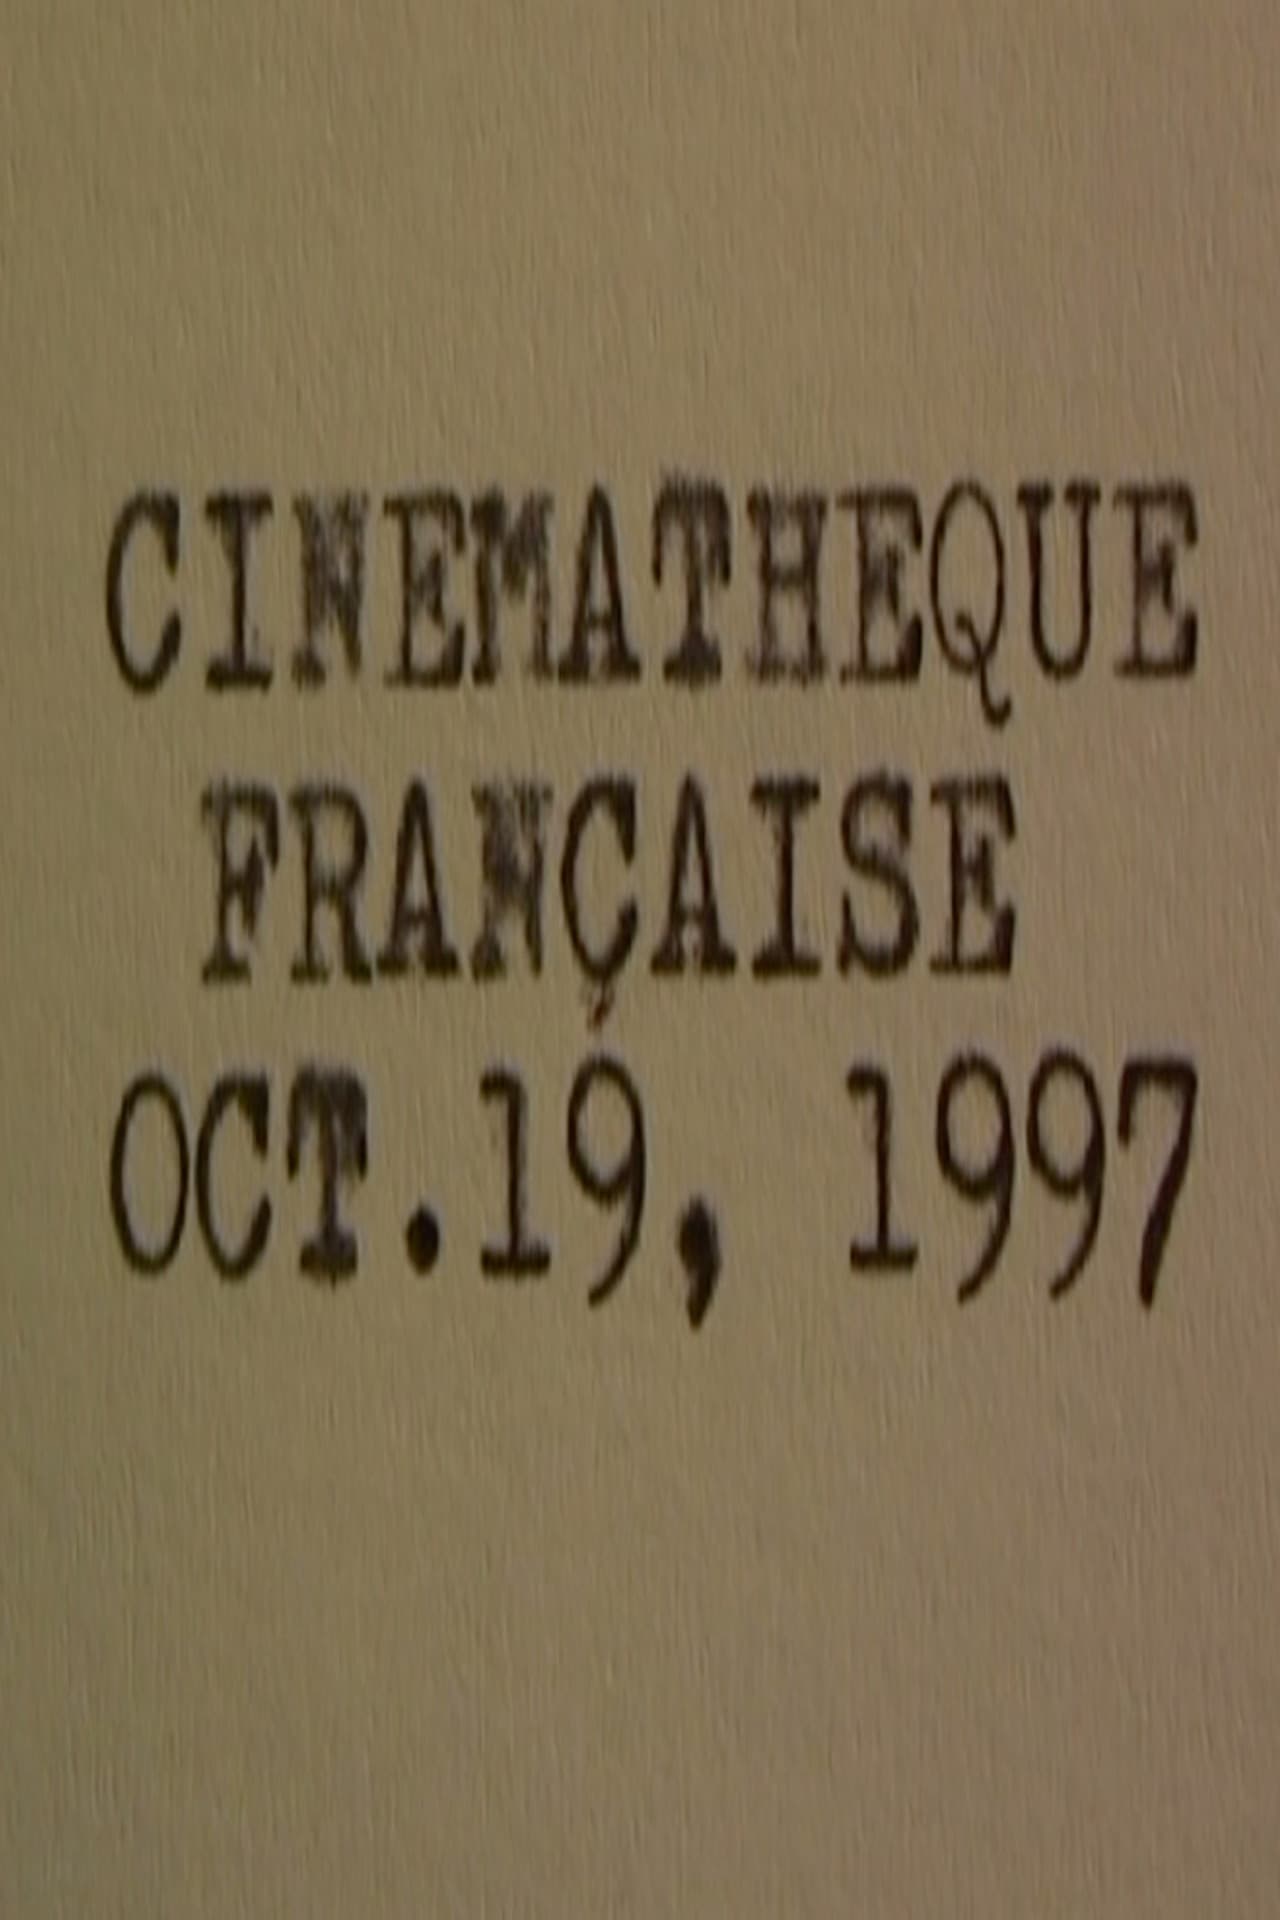 CINEMATHEQUE
FRANÇAISE
OCT.19, 1997